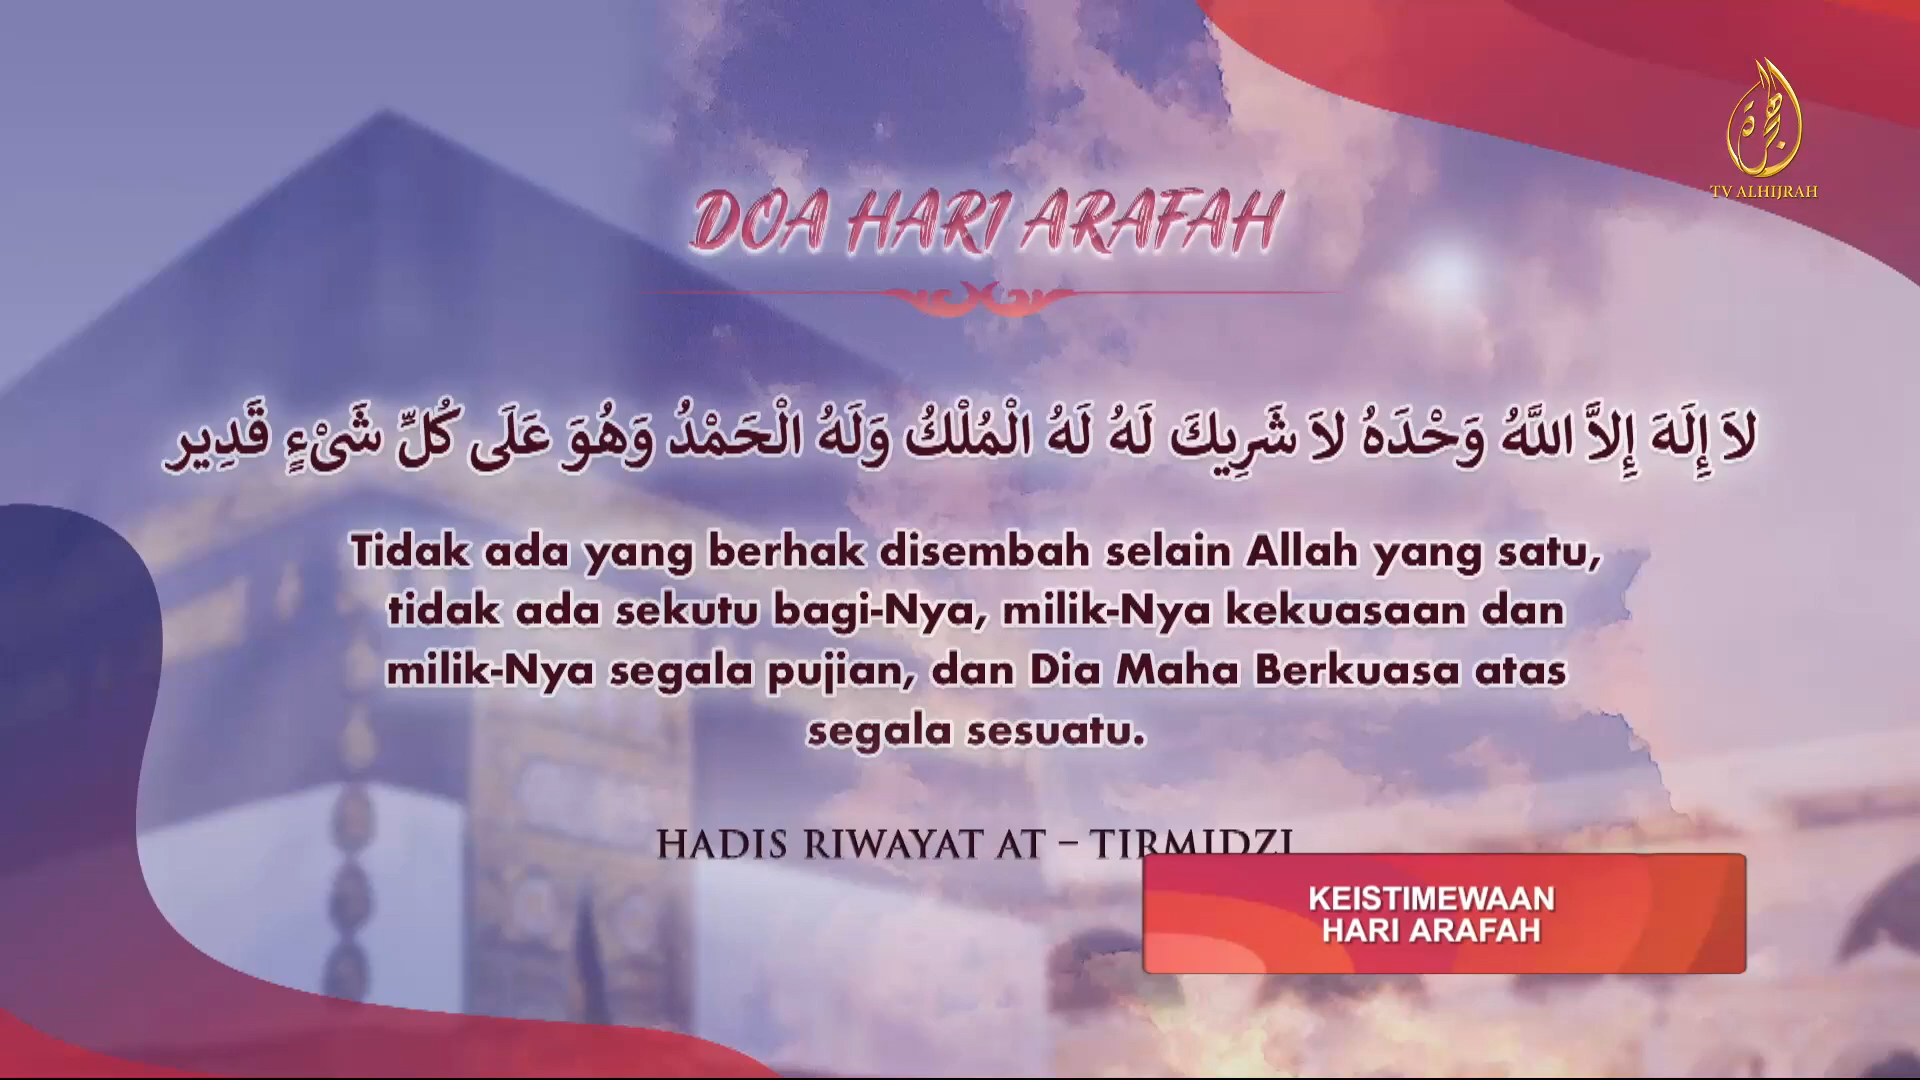 هجرة
TV ALHIJRAH
DOA HARI ARAFAH
لاَ إِلَهَ إِلاَّ اللَّهُ وَحْدَهُ لاَ شَرِيكَ لَهُ لَهُ الْمُلْكُ وَلَهُ الْحَمْدُ وَهُوَ عَلَى كُلِّ شَىْءٍ قَدِير
Tidak ada yang berhak disembah selain Allah yang satu,
tidak ada sekutu bagi-Nya, milik-Nya kekuasaan dan
milik-Nya segala pujian, dan Dia Maha Berkuasa atas
segala sesuatu.
HADIS RIWAYAT AT – TIRMIDZI
KEISTIMEWAAN
HARI ARAFAH